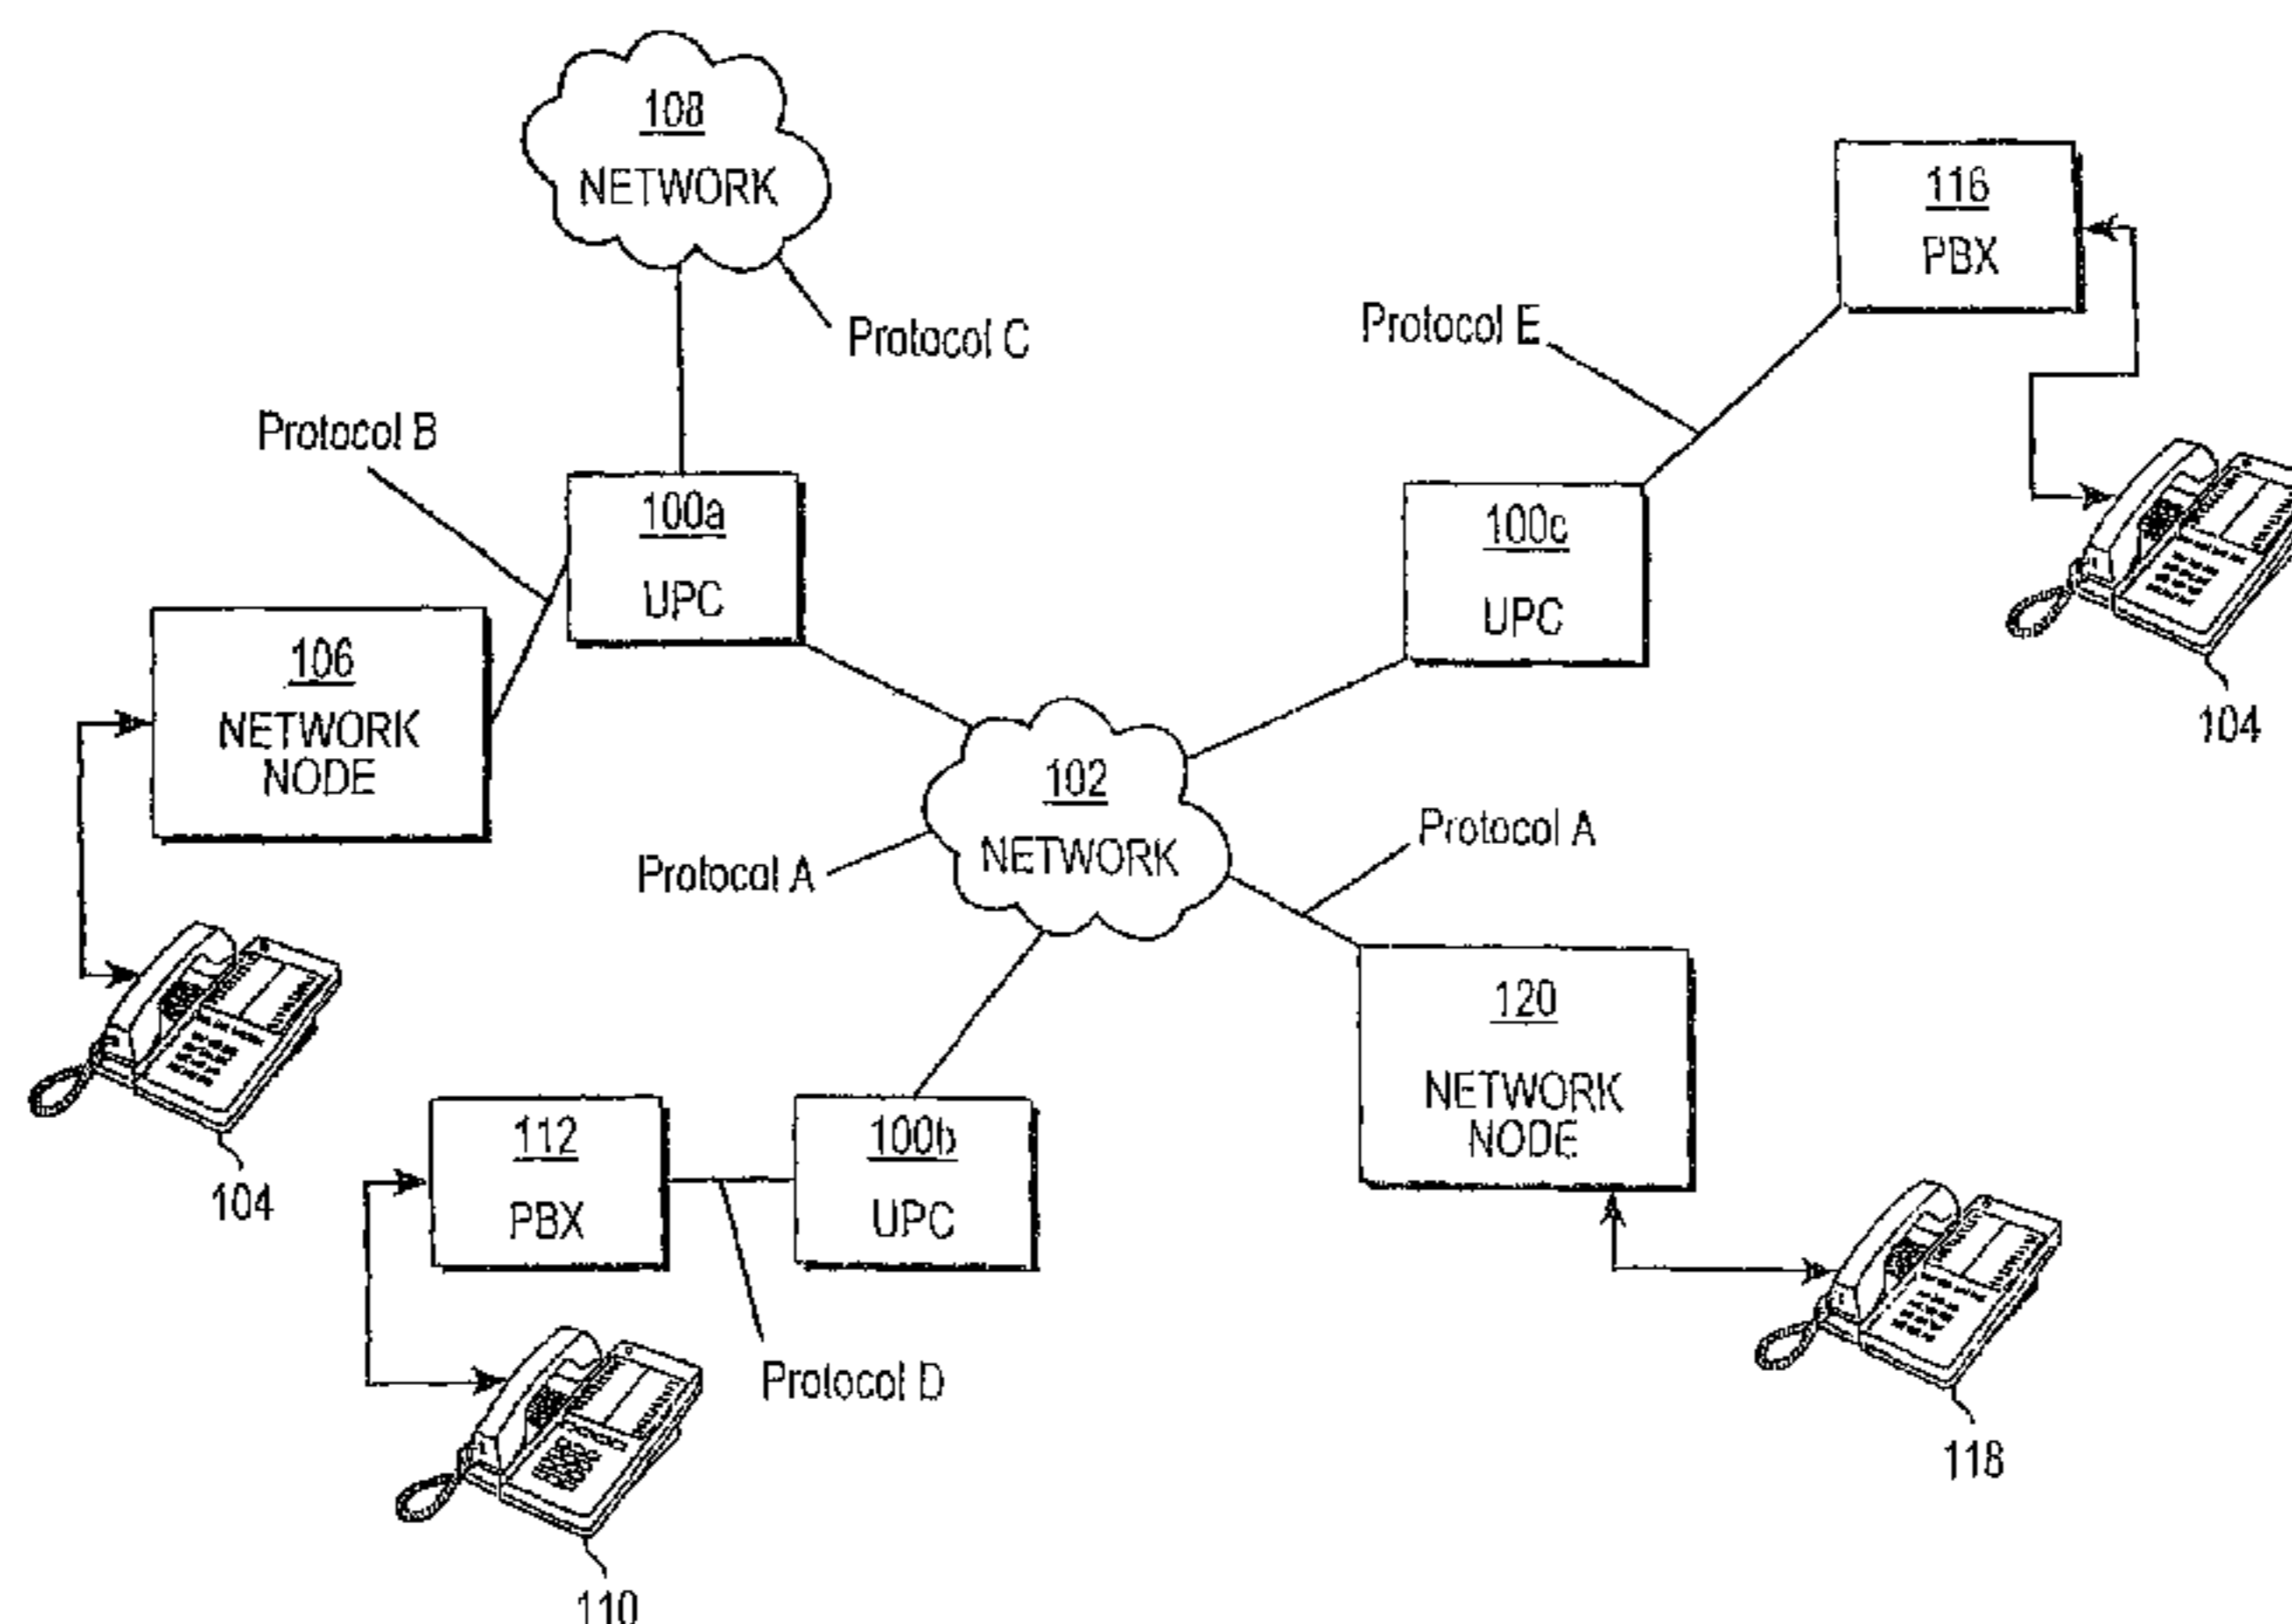 108
NETWORK
Protocol C
116
PBX
Protocol E
Protocol B
100a
UPC
100c
UPC
104
106
NETWORK
NODE
102
NETWORK
Protocol A
Protocol A
104
112
PBX
100b
UPC
120
NETWORK
NODE
Protocol D
110
118